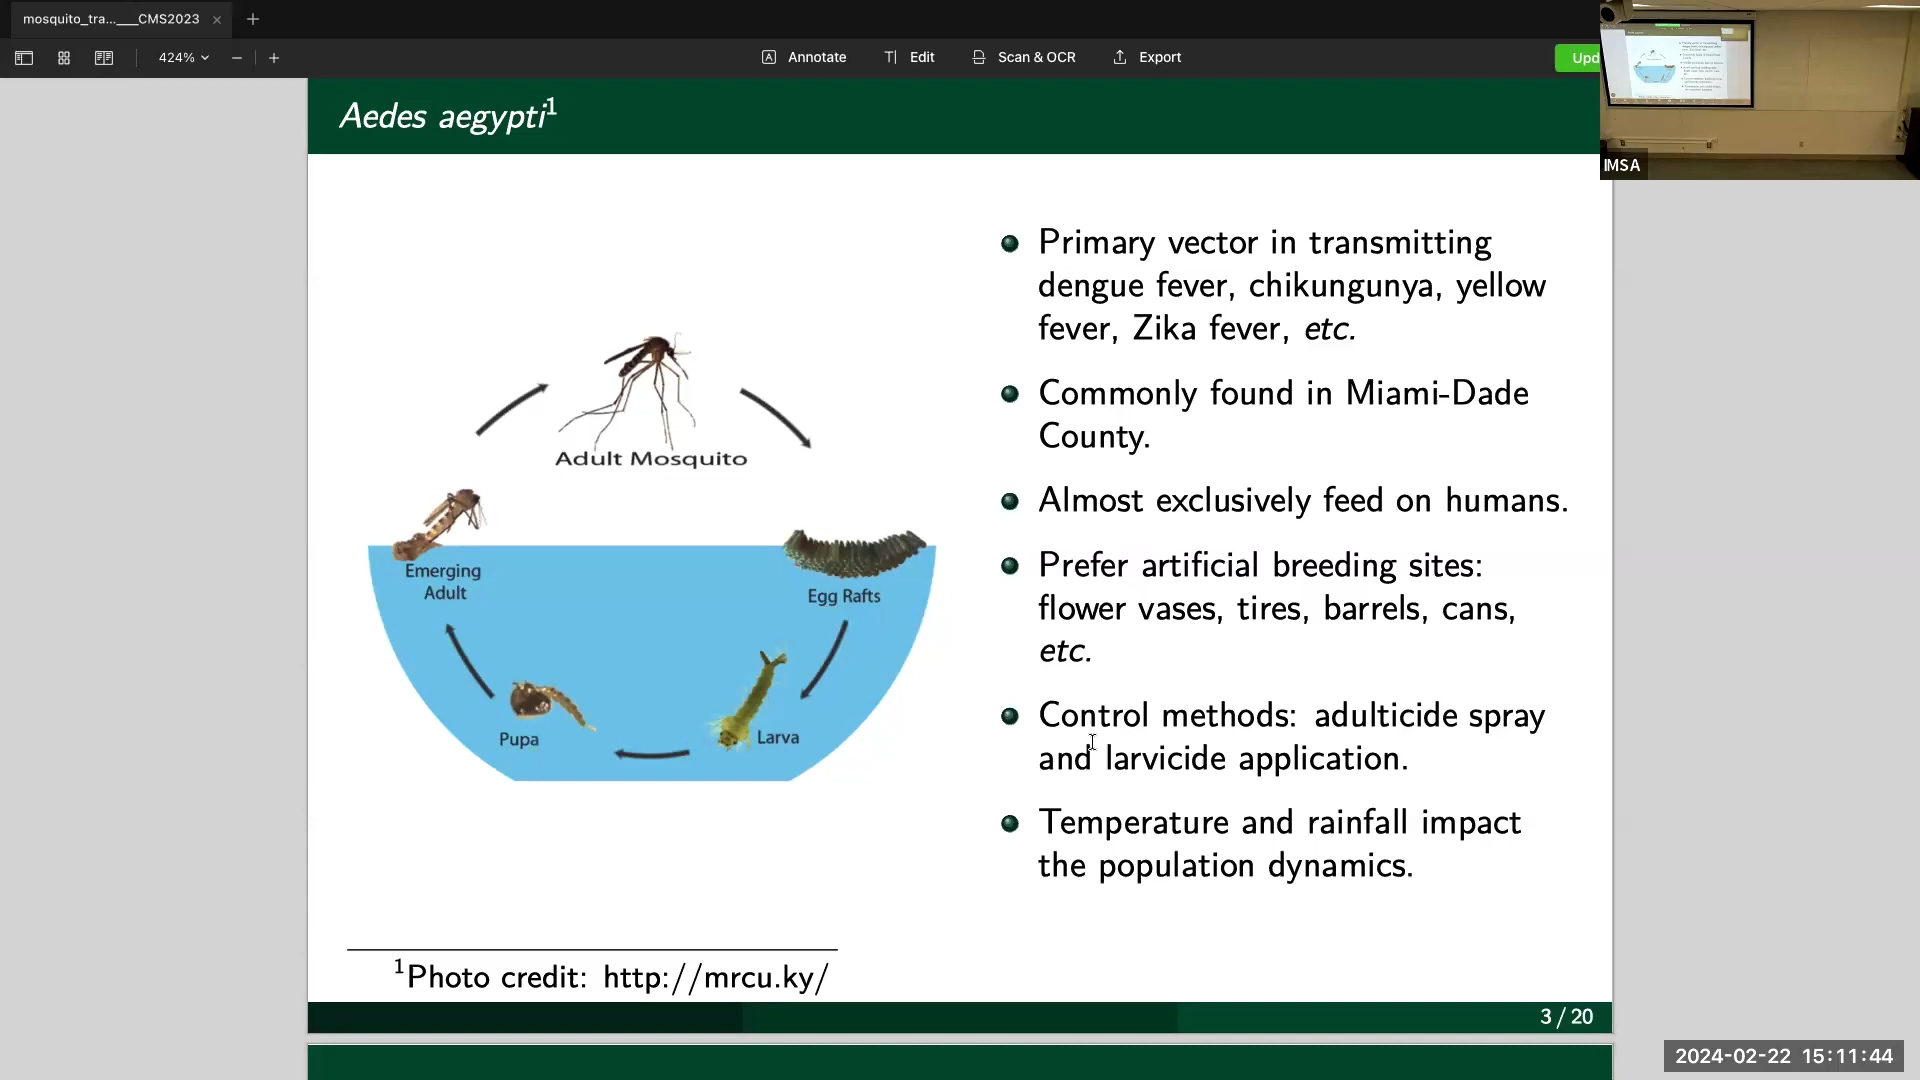 mosquito_tra...___CMS2023
424%
Annotate
Edit
Scan & OCR
Export
Upd
IMSA
Aedes aegypti¹
Adult Mosquito
Emerging
Adult
Egg Rafts
Pupa
Larva
Primary vector in transmitting
dengue fever, chikungunya, yellow
fever, Zika fever, etc.
Commonly found in Miami-Dade
County.
Almost exclusively feed on humans.
Prefer artificial breeding sites:
flower vases, tires, barrels, cans,
etc.
Control methods: adulticide spray
and larvicide application.
Temperature and rainfall impact
the population dynamics.
¹Photo credit: http://mrcu.ky/
3 / 20
2024-02-22 15:11:44